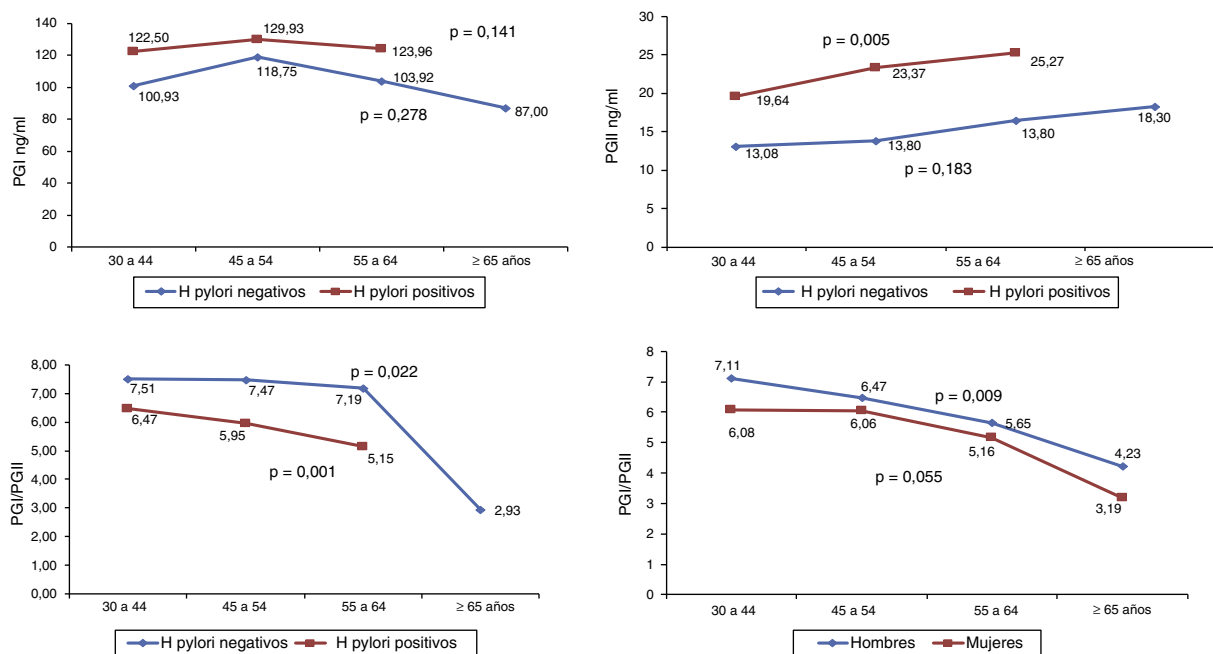 PGI ng/ml
140
120
100
80
60
40
20
0
122,50
129,93
123,96
100,93
118,75
103,92
87,00
p = 0,141
p = 0,278
30 a 44
45 a 54
55 a 64
≥ 65 años
H pylori negativos
H pylori positivos
PGII ng/ml
30
25
20
15
10
5
0
p = 0,005
19,64
23,37
25,27
13,08
13,80
13,80
18,30
p = 0,183
30 a 44
45 a 54
55 a 64
≥ 65 años
H pylori negativos
H pylori positivos
PGI/PGII
8,00
7,00
6,00
5,00
4,00
3,00
2,00
1,00
0,00
7,51
7,47
7,19
2,93
p = 0,022
6,47
5,95
5,15
p = 0,001
30 a 44
45 a 54
55 a 64
≥ 65 años
H pylori negativos
H pylori positivos
PGI/PGII
8
7
6
5
4
3
2
1
0
7,11
6,47
5,65
4,23
p = 0,009
6,08
6,06
5,16
3,19
p = 0,055
30 a 44
45 a 54
55 a 64
≥ 65 años
Hombres
Mujeres